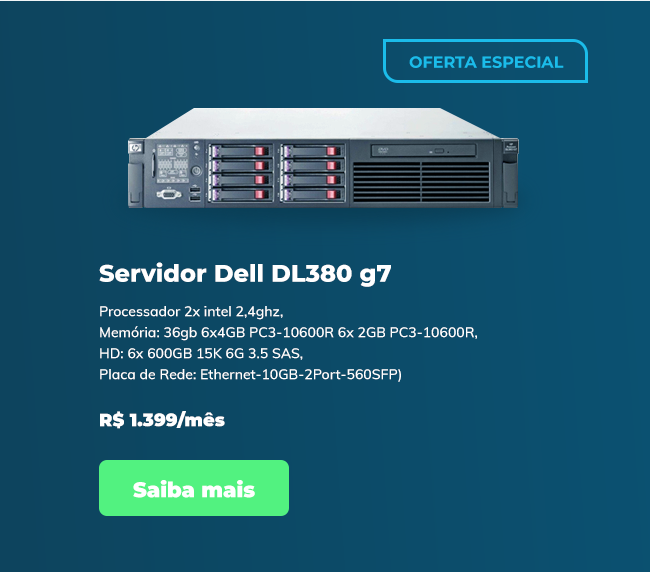 OFERTA ESPECIAL
Servidor Dell DL380 g7
Processador 2x intel 2,4ghz,
Memória: 36gb 6x4GB PC3-10600R 6x 2GB PC3-10600R,
HD: 6x 600GB 15K 6G 3.5 SAS,
Placa de Rede: Ethernet-10GB-2Port-560SFP)
R$ 1.399/mês
Saiba mais